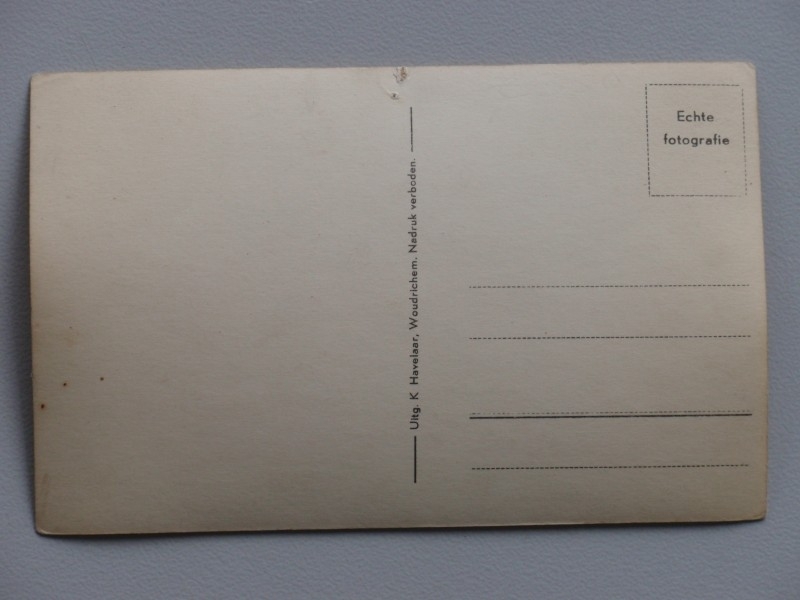 Echte
fotografie
Uitg. K Havelaar, Woudrichem. Nadruk verboden.